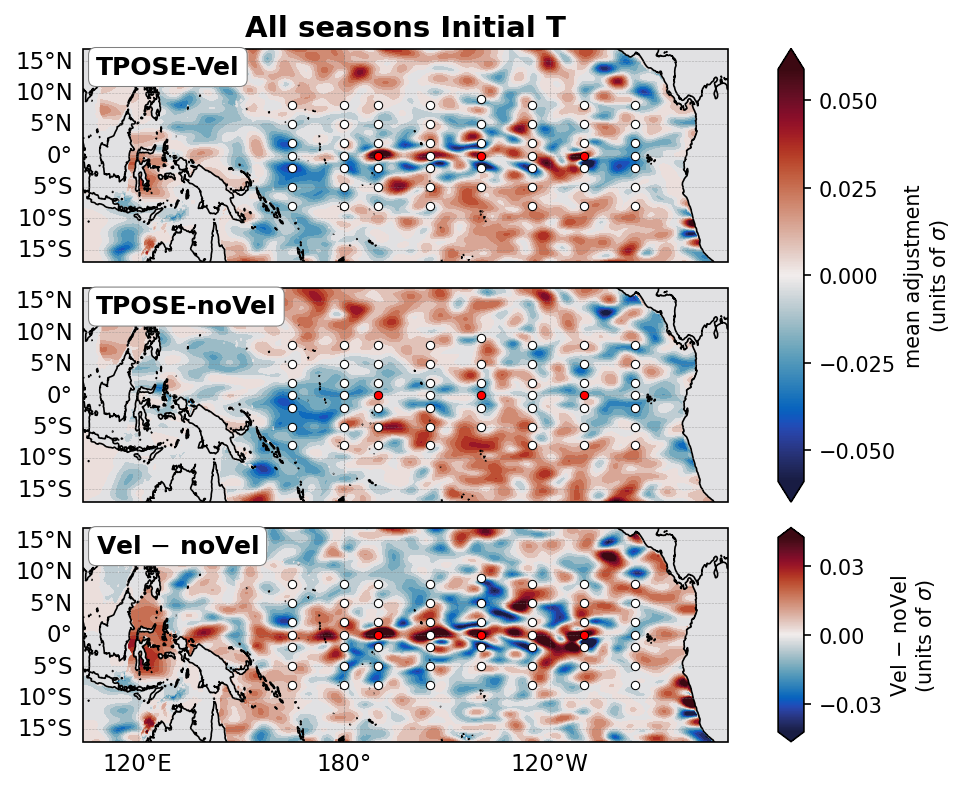 All seasons Initial T
TPOSE-Vel
15°N
10°N
5°N
0°
5°S
10°S
15°S
TPOSE-noVel
15°N
10°N
5°N
0°
5°S
10°S
15°S
Vel − noVel
15°N
10°N
5°N
0°
5°S
10°S
15°S
120°E
180°
120°W
0.050
0.025
0.000
−0.025
−0.050
mean adjustment
(units of σ)
0.03
0.00
−0.03
Vel − noVel
(units of σ)